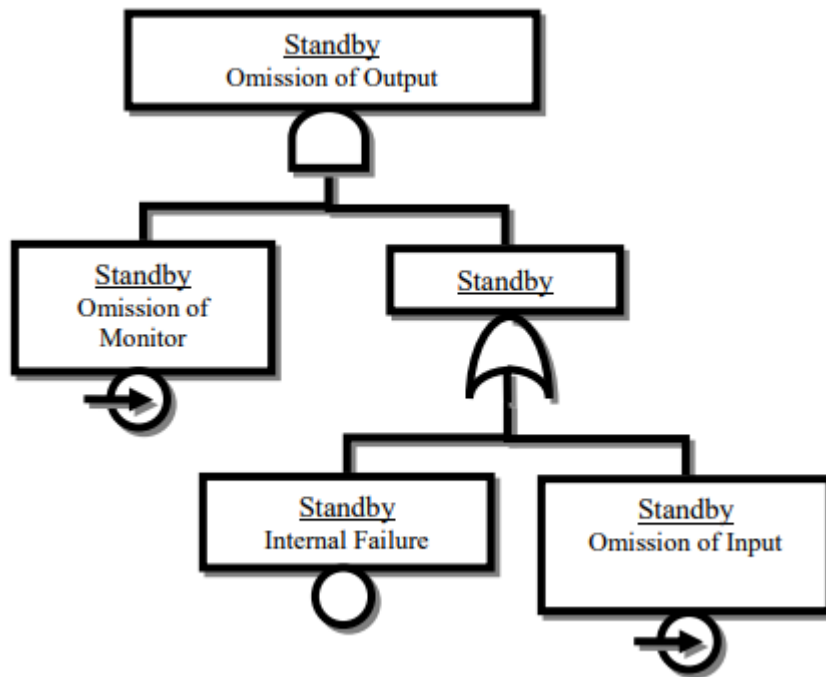 Standby
Omission of Output
Standby
Omission of
Monitor
Standby
Standby
Internal Failure
Standby
Omission of Input